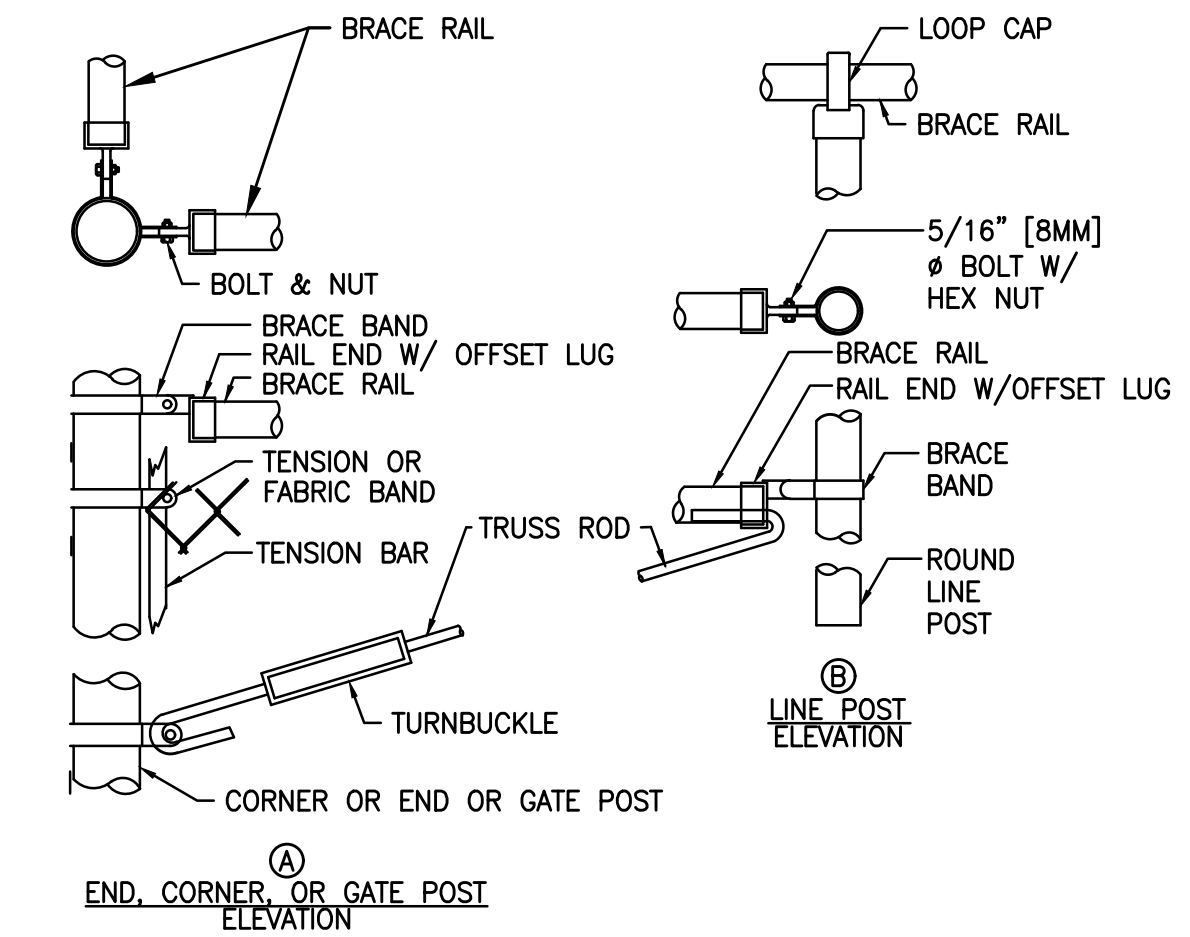 BRACE RAIL
BOLT & NUT
BRACE BAND
RAIL END W/ OFFSET LUG
BRACE RAIL
TENSION OR
FABRIC BAND
TENSION BAR
TRUSS ROD
TURNBUCKLE
CORNER OR END OR GATE POST
A
END, CORNER, OR GATE POST
ELEVATION
LOOP CAP
BRACE RAIL
5/16" [8MM]
ø BOLT W/
HEX NUT
BRACE RAIL
RAIL END W/OFFSET LUG
BRACE
BAND
ROUND
LINE
POST
B
LINE POST
ELEVATION